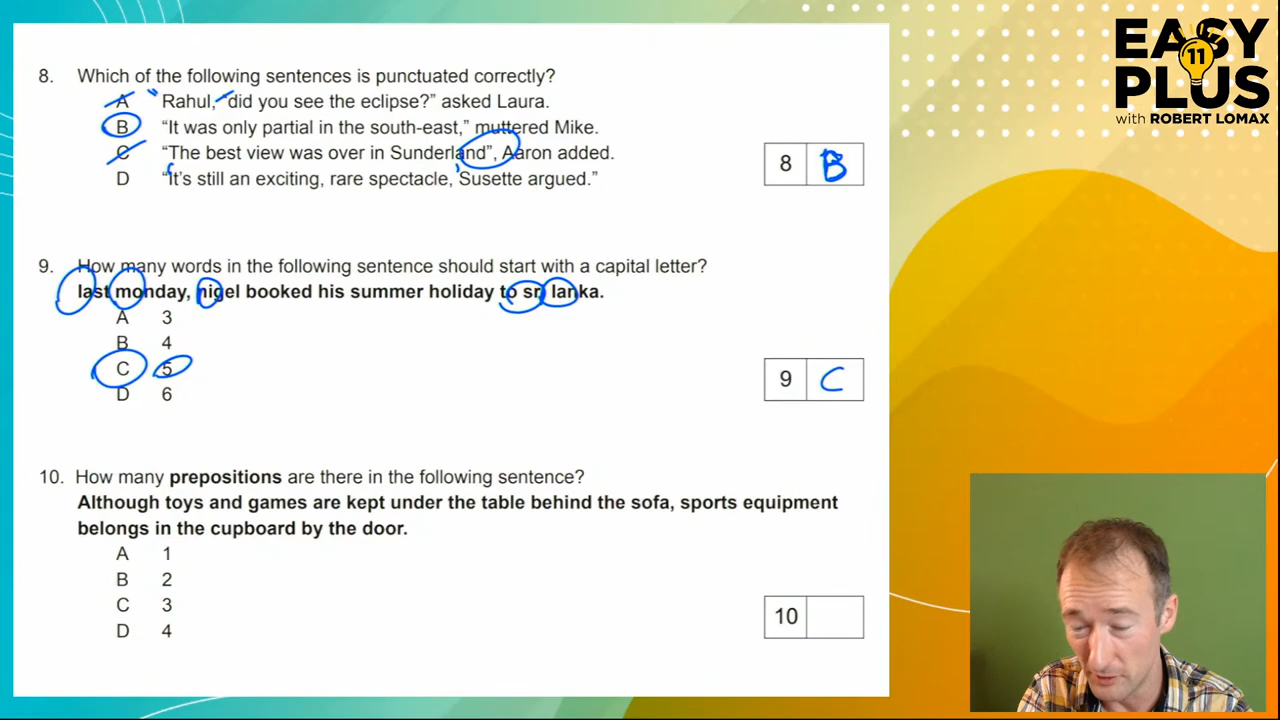 EASY
11
PLUS
with ROBERT LOMAX
8. Which of the following sentences is punctuated correctly?
A “Rahul, “did you see the eclipse?” asked Laura.
B “It was only partial in the south-east,” muttered Mike.
C “The best view was over in Sunderland”, Aaron added.
D “It’s still an exciting, rare spectacle, Susette argued.”
8 B
9. How many words in the following sentence should start with a capital letter?
last monday, nigel booked his summer holiday to sri lanka.
A 3
B 4
C 5
D 6
9 C
10. How many prepositions are there in the following sentence?
Although toys and games are kept under the table behind the sofa, sports equipment
belongs in the cupboard by the door.
A 1
B 2
C 3
D 4
10